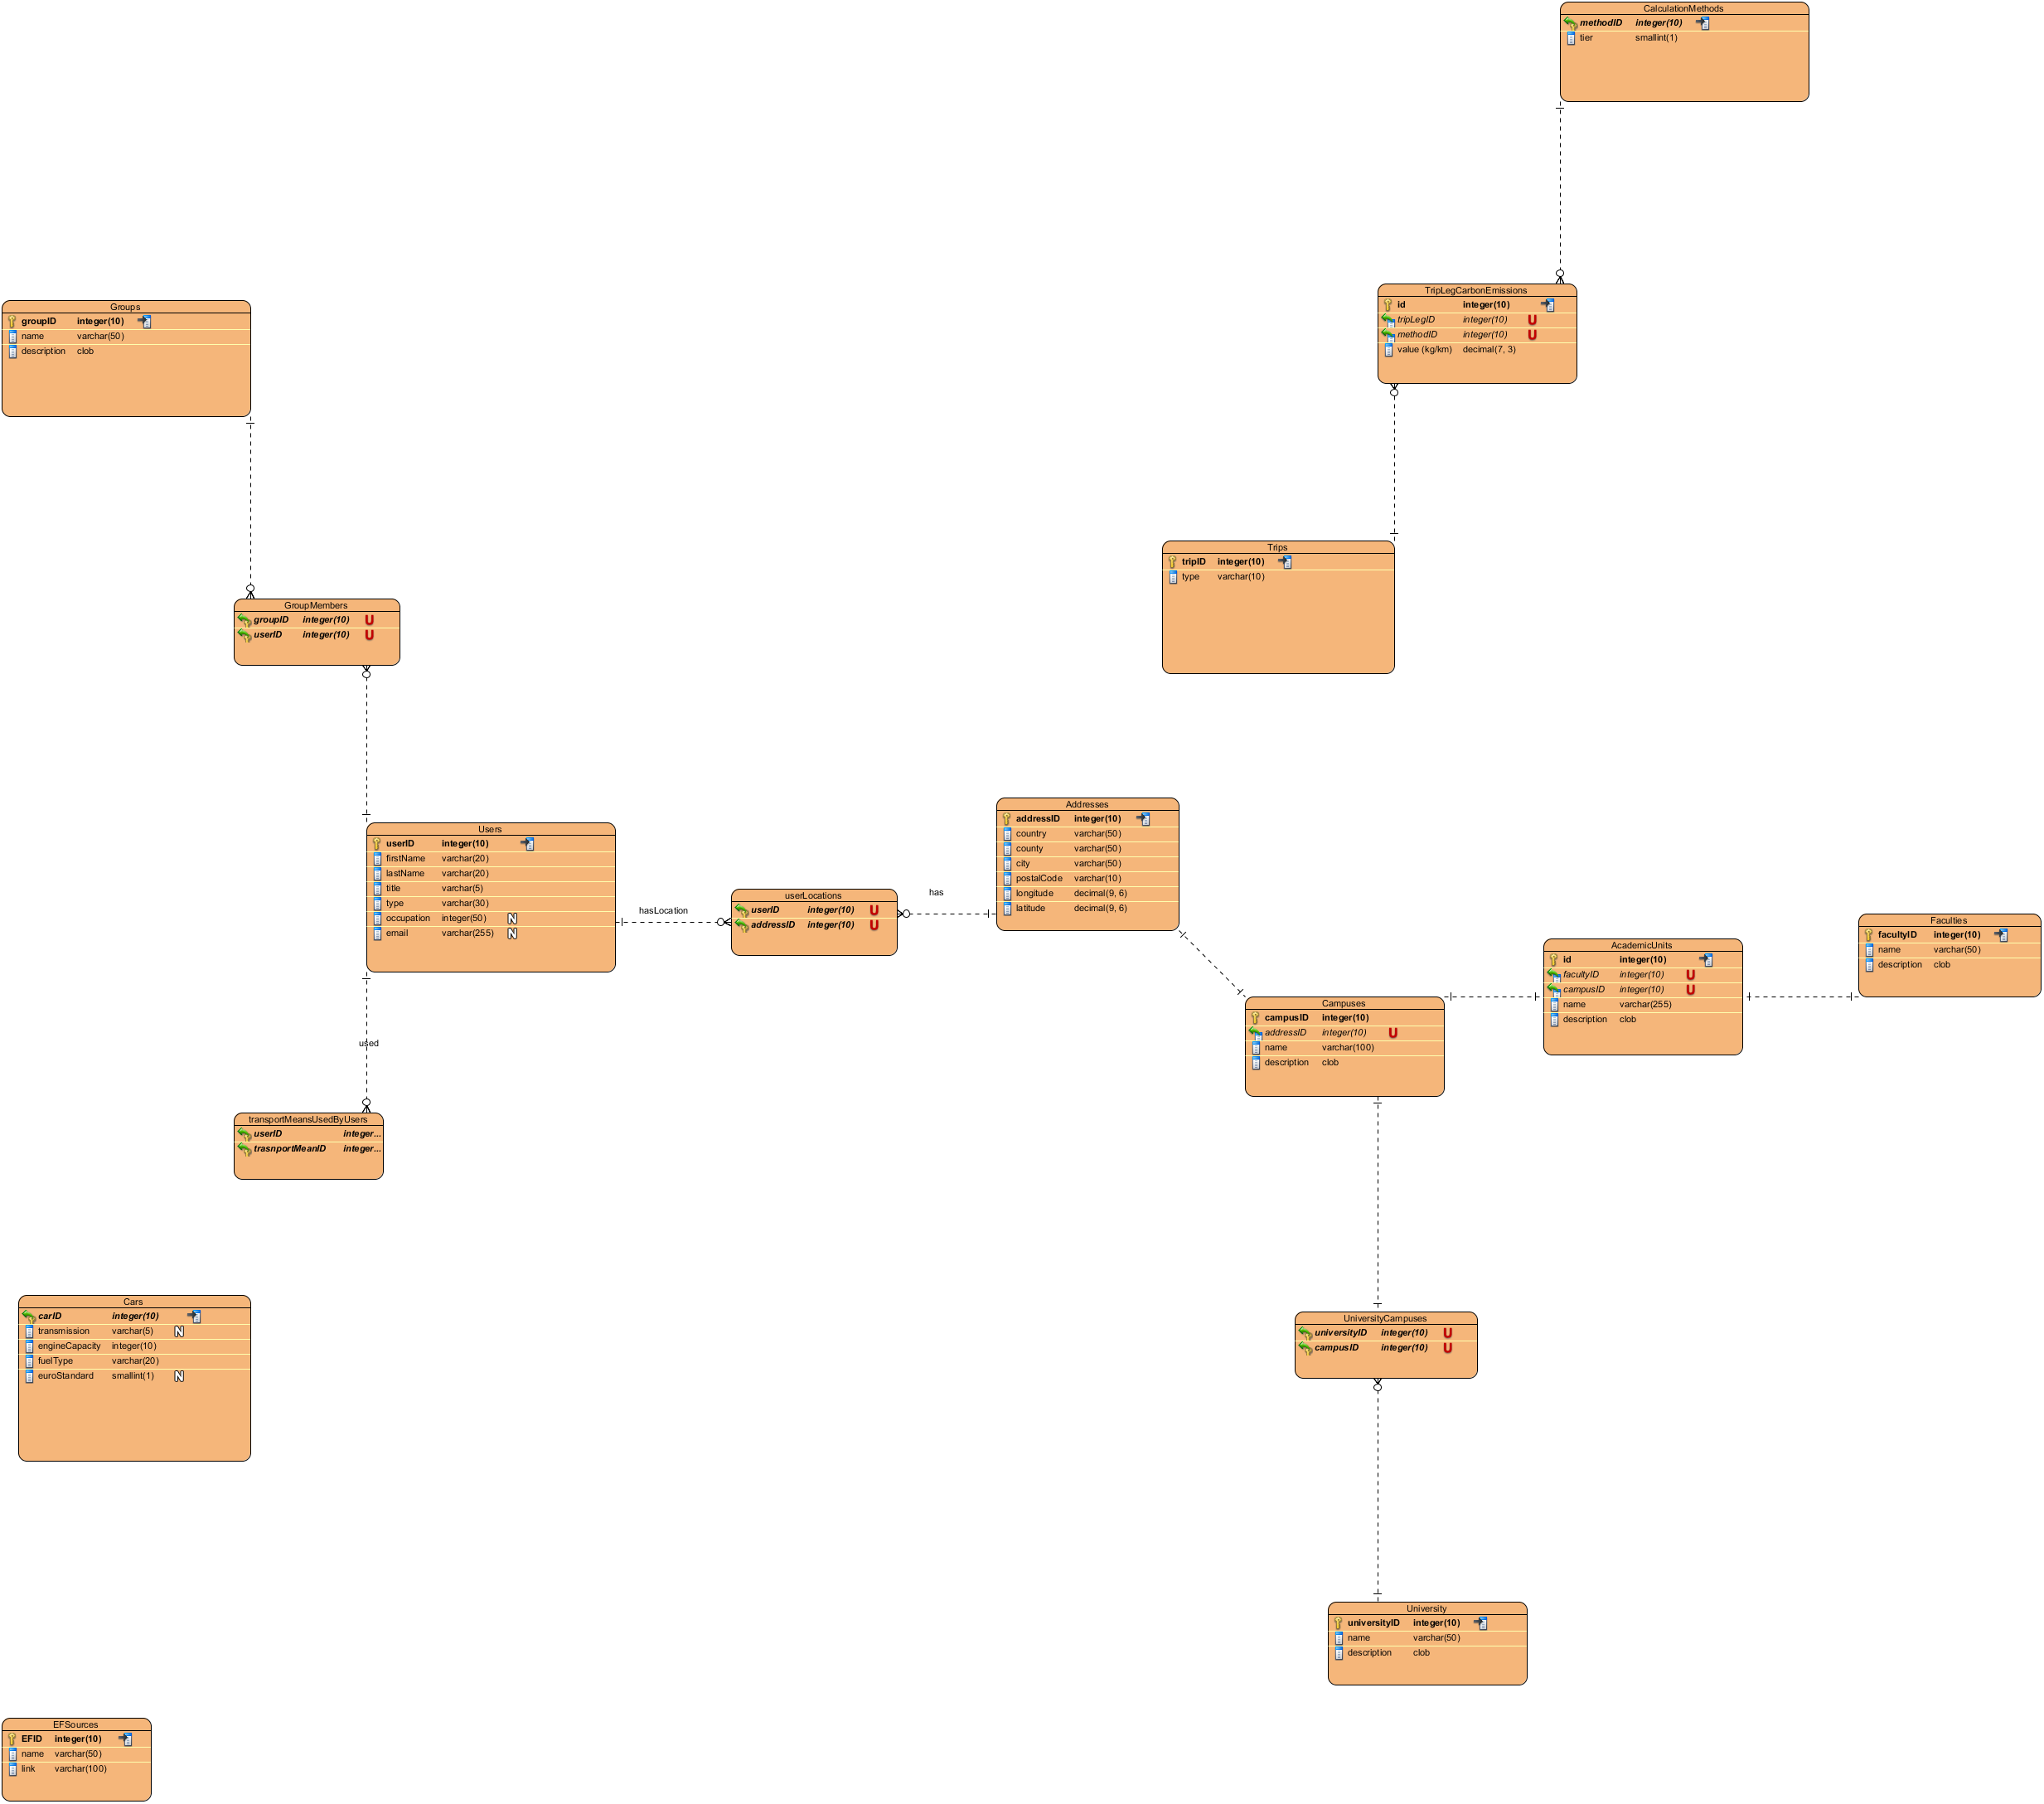 CalculationMethods
methodID integer(10)
tier smallint(1)
TripLegCarbonEmissions
id integer(10)
tripLegID integer(10) U
methodID integer(10) U
value (kg/km) decimal(7, 3)
Groups
groupID integer(10)
name varchar(50)
description clob
Trips
tripID integer(10)
type varchar(10)
GroupMembers
groupID integer(10) U
userID integer(10) U
Users
userID integer(10)
firstName varchar(20)
lastName varchar(20)
title varchar(5)
type varchar(30)
occupation integer(50) N
email varchar(255) N
hasLocation
userLocations
userID integer(10) U
addressID integer(10) U
has
Addresses
addressID integer(10)
country varchar(50)
county varchar(50)
city varchar(50)
postalCode varchar(10)
longitude decimal(9, 6)
latitude decimal(9, 6)
Campuses
campusID integer(10)
addressID integer(10) U
name varchar(100)
description clob
AcademicUnits
id integer(10)
facultyID integer(10) U
campusID integer(10) U
name varchar(255)
description clob
Faculties
facultyID integer(10)
name varchar(50)
description clob
used
transportMeansUsedByUsers
userID integer...
trasnportMeanID integer...
Cars
carID integer(10)
transmission varchar(5) N
engineCapacity integer(10)
fuelType varchar(20)
euroStandard smallint(1) N
UniversityCampuses
universityID integer(10) U
campusID integer(10) U
University
universityID integer(10)
name varchar(50)
description clob
EFSources
EFID integer(10)
name varchar(50)
link varchar(100)